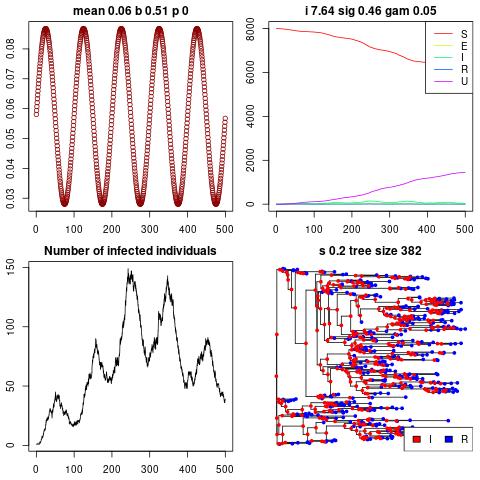 mean 0.06 b 0.51 p 0
0.03 0.04 0.05 0.06 0.07 0.08
0 100 200 300 400 500
i 7.64 sig 0.46 gam 0.05
0 2000 4000 6000 8000
S
E
I
R
U
0 100 200 300 400 500
Number of infected individuals
0 50 100 150
0 100 200 300 400 500
s 0.2 tree size 382
I R